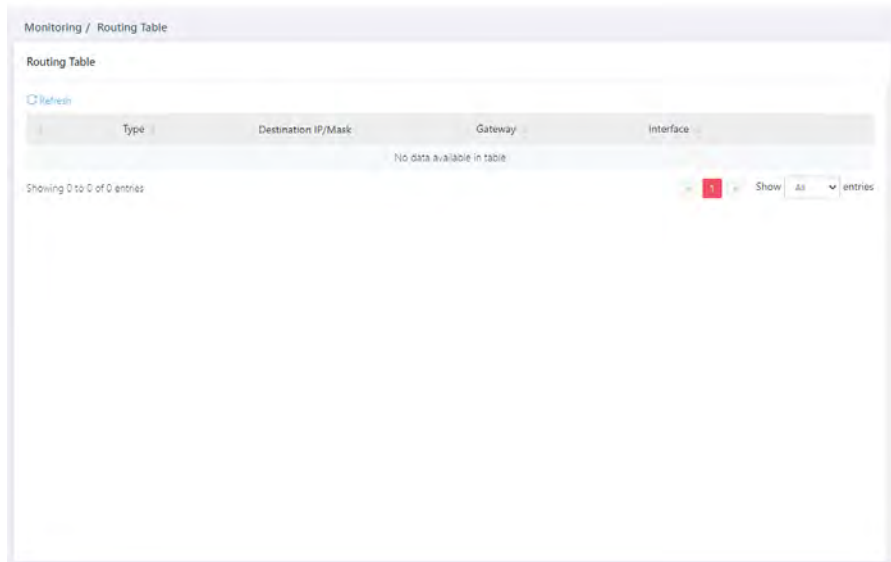 Monitoring / Routing Table
Routing Table
Refresh
Type Destination IP/Mask Gateway Interface
No data available in table
Showing 0 to 0 of 0 entries « 1 » Show All entries